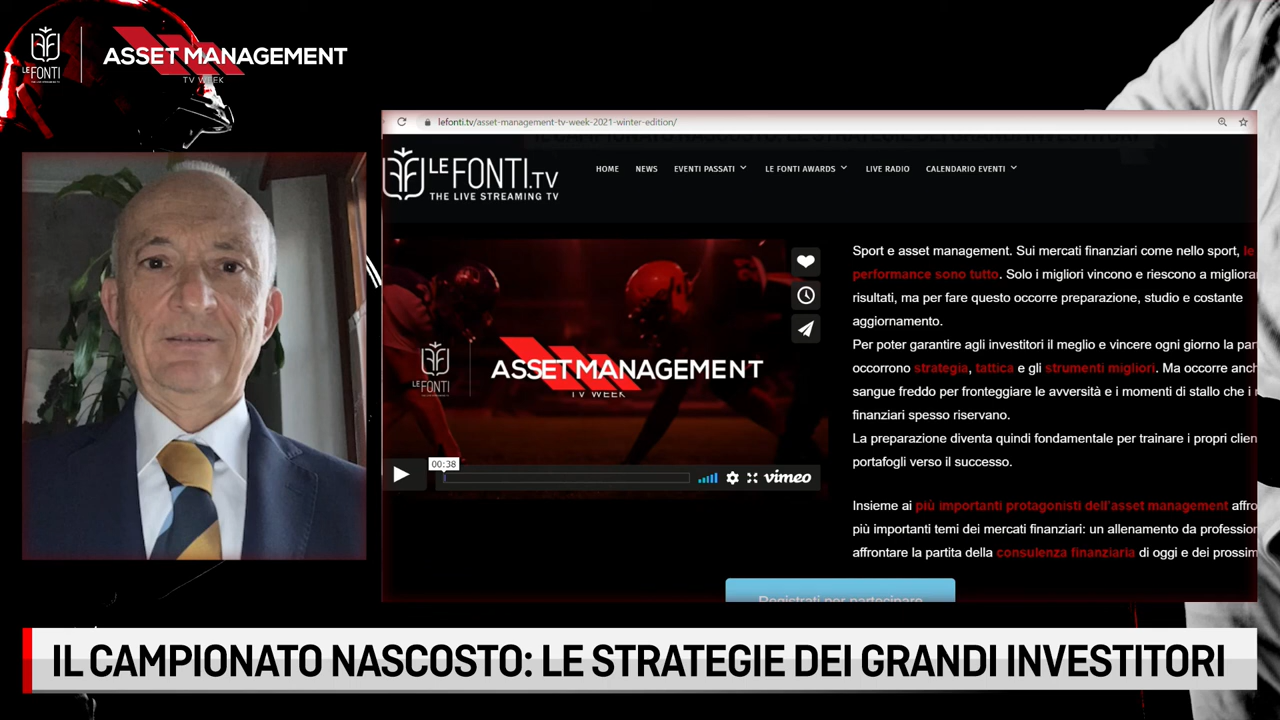 LE FONTI
ASSET MANAGEMENT
TV WEEK
lefonti.tv/asset-management-tv-week-2021-winter-edition/
LE FONTI.TV
THE LIVE STREAMING TV
HOME NEWS EVENTI PASSATI LE FONTI AWARDS LIVE RADIO CALENDARIO EVENTI
Sport e asset management. Sui mercati finanziari come nello sport, le
performance sono tutto. Solo i migliori vincono e riescono a migliorar
risultati, ma per fare questo occorre preparazione, studio e costante
aggiornamento.
Per poter garantire agli investitori il meglio e vincere ogni giorno la par
occorrono strategia, tattica e gli strumenti migliori. Ma occorre anch
sangue freddo per fronteggiare le avversità e i momenti di stallo che i
finanziari spesso riservano.
La preparazione diventa quindi fondamentale per trainare i propri clien
portafogli verso il successo.
Insieme ai più importanti protagonisti dell'asset management affro
più importanti temi dei mercati finanziari: un allenamento da profession
affrontare la partita della consulenza finanziaria di oggi e dei prossim
LE FONTI
ASSET MANAGEMENT
TV WEEK
00:38
vimeo
Registrati per partecipare
IL CAMPIONATO NASCOSTO: LE STRATEGIE DEI GRANDI INVESTITORI